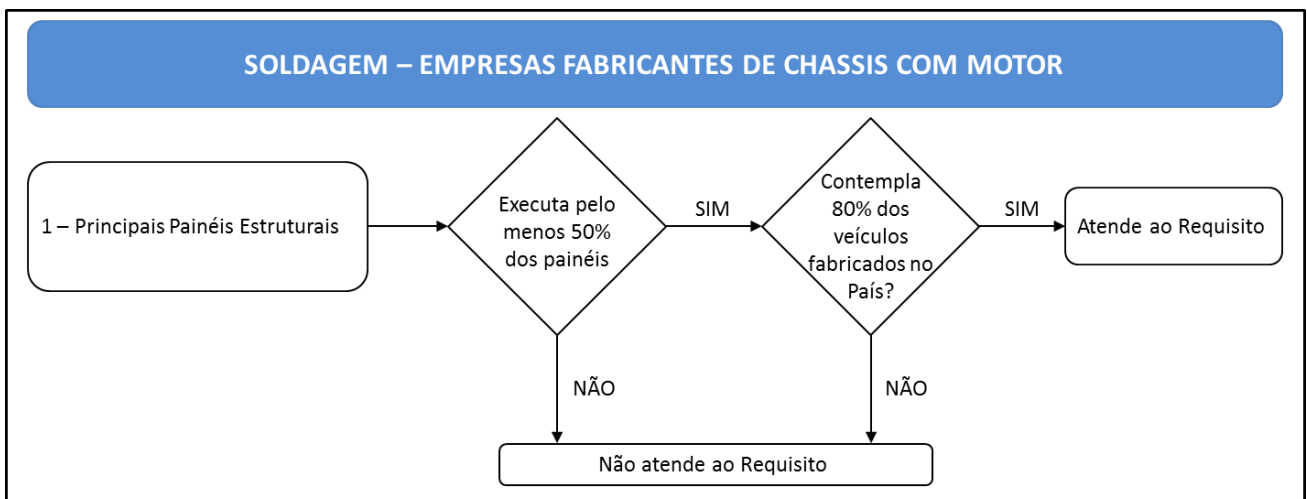 SOLDAGEM – EMPRESAS FABRICANTES DE CHASSIS COM MOTOR
1 – Principais Painéis Estruturais
Executa pelo
menos 50%
dos painéis
SIM
Contempla
80% dos
veículos
fabricados no
País?
SIM
Atende ao Requisito
NÃO
NÃO
Não atende ao Requisito